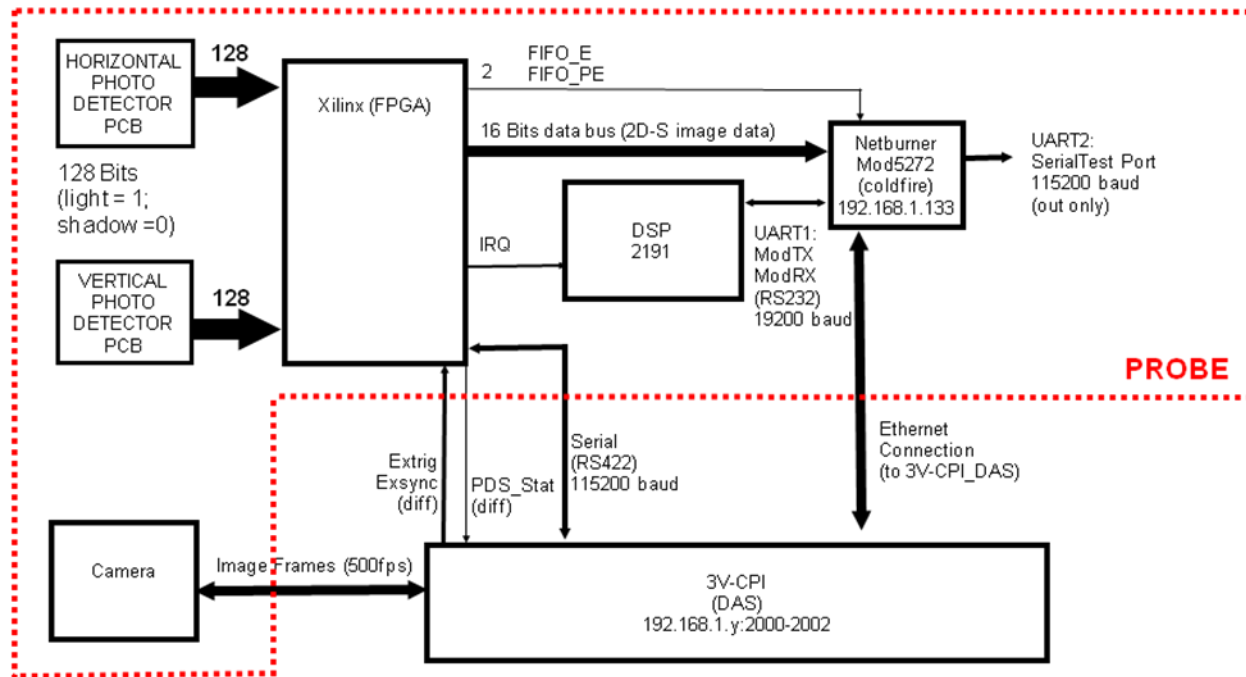 HORIZONTAL
PHOTO
DETECTOR
PCB
128
128 Bits
(light = 1;
shadow =0)
VERTICAL
PHOTO
DETECTOR
PCB
128
Xilinx (FPGA)
2
FIFO_E
FIFO_PE
16 Bits data bus (2D-S image data)
IRQ
DSP
2191
Netburner
Mod5272
(coldfire)
192.168.1.133
UART1:
ModTX
ModRX
(RS232)
19200 baud
UART2:
SerialTest Port
115200 baud
(out only)
PROBE
Extrig
Exsync
(diff)
PDS_Stat
(diff)
Serial
(RS422)
115200 baud
Ethernet
Connection
(to 3V-CPI_DAS)
Camera
Image Frames (500fps)
3V-CPI
(DAS)
192.168.1.y:2000-2002